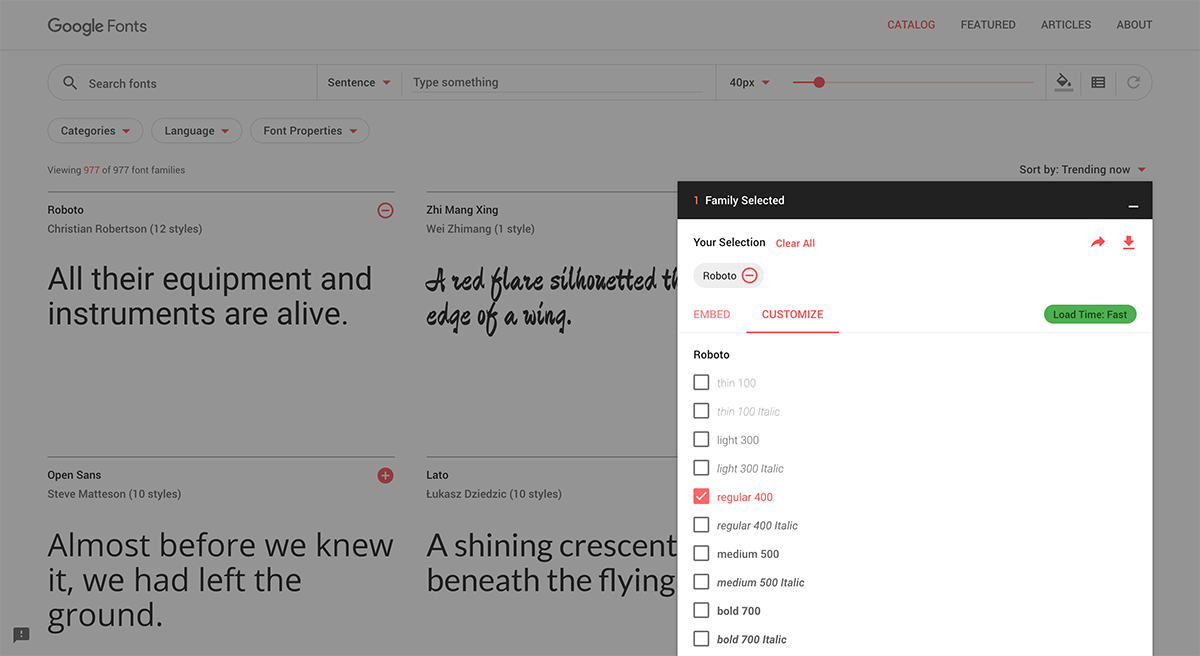 Google Fonts
CATALOG
FEATURED
ARTICLES
ABOUT
Search fonts
Sentence
Type something
40px
Categories
Language
Font Properties
Viewing 977 of 977 font families
Sort by: Trending now
Roboto
Christian Robertson (12 styles)
All their equipment and
instruments are alive.
Zhi Mang Xing
Wei Zhimang (1 style)
A red flare silhouetted th
edge of a wing.
Open Sans
Steve Matteson (10 styles)
Almost before we knew
it, we had left the
ground.
Lato
Łukasz Dziedzic (10 styles)
A shining crescent
beneath the flying
1 Family Selected
Your Selection
Clear All
Roboto
EMBED
CUSTOMIZE
Load Time: Fast
Roboto
thin 100
thin 100 Italic
light 300
light 300 Italic
regular 400
regular 400 Italic
medium 500
medium 500 Italic
bold 700
bold 700 Italic